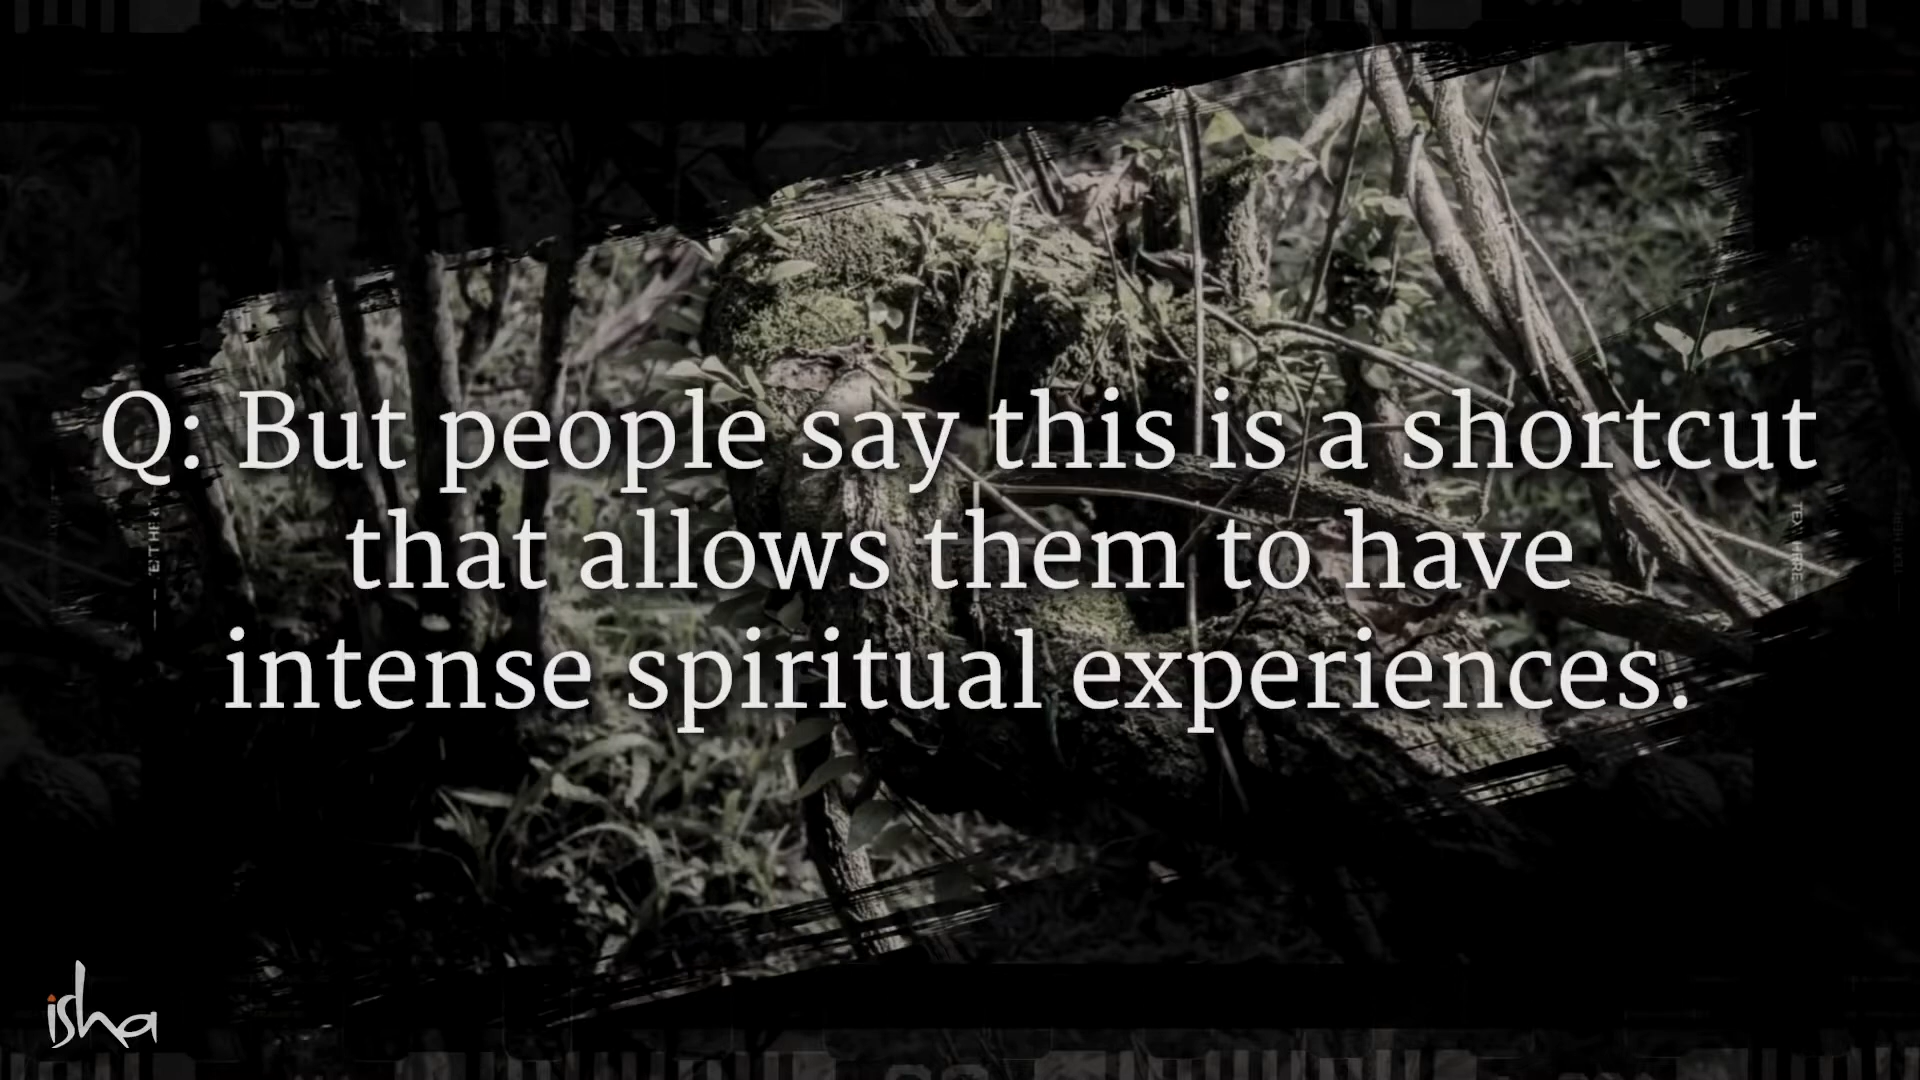 Q: But people say this is a shortcut
that allows them to have
intense spiritual experiences.
isha